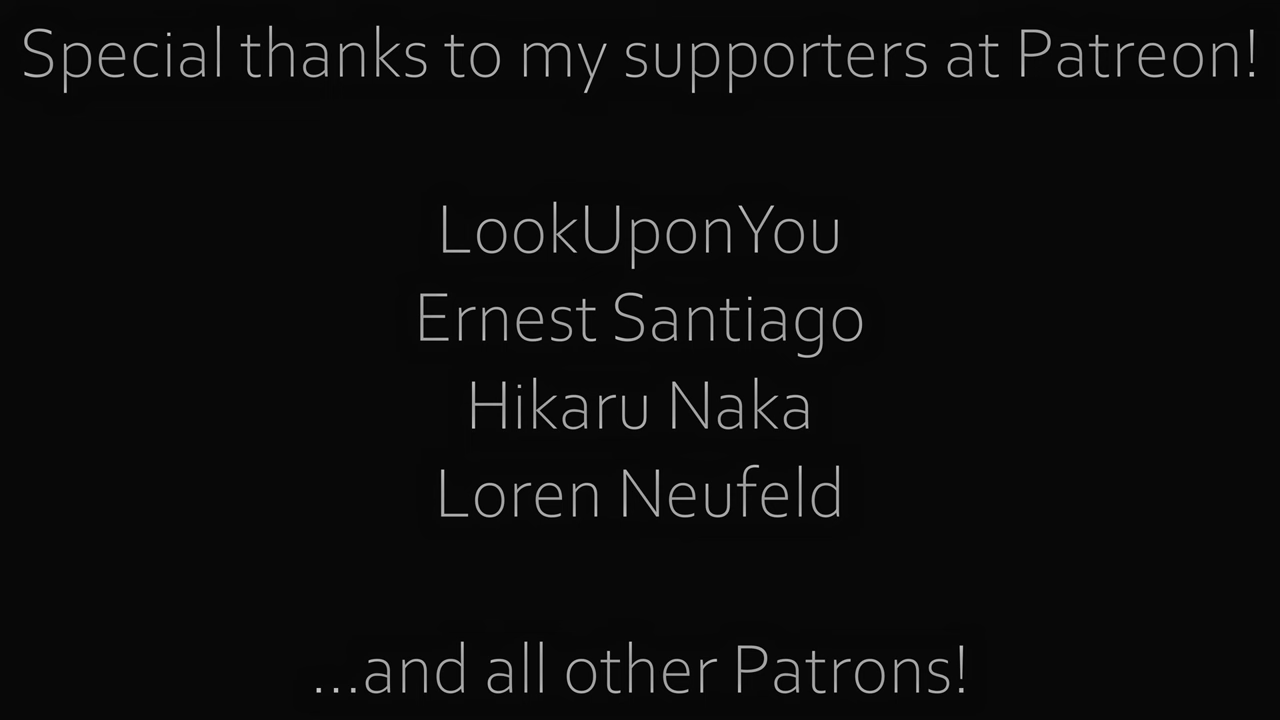 Special thanks to my supporters at Patreon!
LookUponYou
Ernest Santiago
Hikaru Naka
Loren Neufeld
...and all other Patrons!